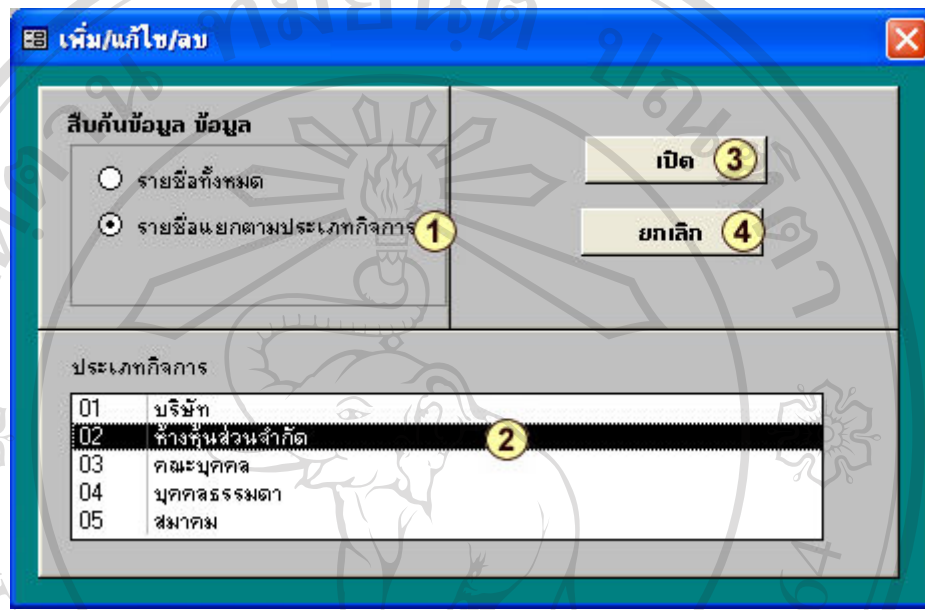 เพิ่ม/แก้ไข/ลบ
สืบค้นข้อมูล ข้อมูล
รายชื่อทั้งหมด
รายชื่อแยกตามประเภทกิจการ 1
เปิด 3
ยกเลิก 4
ประเภทกิจการ
01 บริษัท
02 ห้างหุ้นส่วนจำกัด 2
03 คณะบุคคล
04 บุคคลธรรมดา
05 สมาคม